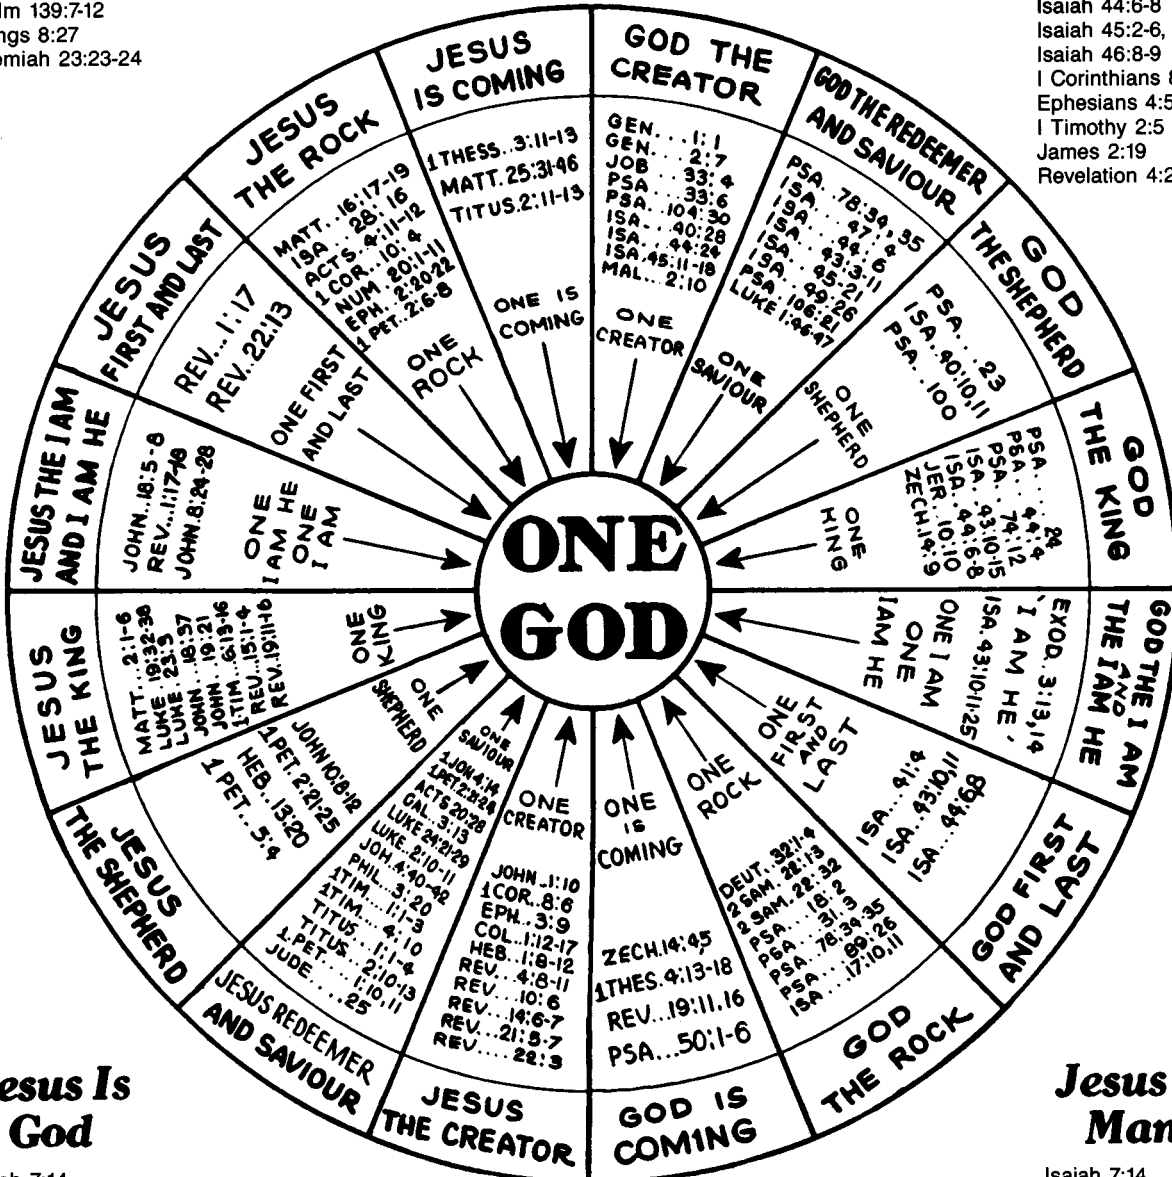 lm 139:7-12
ngs 8:27
emiah 23:23-24
Isaiah 44:6-8
Isaiah 45:2-6,
Isaiah 46:8-9
I Corinthians
Ephesians 4:5
I Timothy 2:5
James 2:19
Revelation 4:2
ONE
GOD
GOD THE
CREATOR
GEN...1:1
GEN...2:7
JOB...33:4
PSA...33:6
PSA..104:30
ISA...40:28
ISA...44:24
ISA.45:11-18
MAL...2:10
ONE
CREATOR
GOD THE REDEEMER
AND SAVIOUR
PSA..78:34,35
ISA...47:4
ISA...44:6
ISA..43:3-11
ISA...45:21
ISA...49:26
PSA..106:21
LUKE 1:46-47
ONE
SAVIOUR
GOD
THE SHEPHERD
PSA...23
ISA..40:10,11
PSA..100
ONE
SHEPHERD
GOD
THE KING
PSA....24
PSA...44:4
PSA...74:12
ISA..43:10-15
ISA..44:6-8
JER..10:10
ZECH.14:9
ONE
KING
GOD THE I AM
AND
THE I AM HE
EXOD..3:13,14
'I AM HE'
ISA.43:10-11-25
ONE I AM
ONE
I AM HE
GOD FIRST
AND LAST
ISA...41:4
ISA...43:10,11
ISA...44:6,8
ONE
FIRST
AND
LAST
GOD
THE ROCK
DEUT..32:1-4
2 SAM.22:13
2 SAM.22:32
PSA...18:2
PSA...31:3
PSA..78:34-35
PSA...89:26
ISA...17:10,11
ONE
ROCK
GOD IS
COMING
ZECH.14:4,5
1 THES.4:13-18
REV...19:11,16
PSA...50:1-6
ONE
IS
COMING
JESUS
THE CREATOR
JOHN..1:10
1 COR..8:6
EPH...3:9
COL..1:12-17
HEB..1:8-12
REV...4:8-11
REV....10:6
REV...14:6-7
REV...21:5-7
REV....22:3
ONE
CREATOR
JESUS REDEEMER
AND SAVIOUR
1 JOH 4:14
1 PET.2:21-24
ACTS 20:28
GAL..3:13
LUKE 24:21-29
LUKE.2:10-11
JOH.4:40-42
PHIL...3:20
1 TIM...1:1-3
1 TIM....4:10
TITUS...1:1-4
TITUS..2:10-13
1.PET....1:10,11
JUDE.....25
ONE
SAVIOUR
JESUS
THE SHEPHERD
JOHN 10:8-12
1 PET.2:21-25
HEB..13:20
1 PET..5:4
ONE
SHEPHERD
JESUS
THE KING
MATT...2:1-6
LUKE..19:32-38
LUKE..23:3
JOHN..18:37
JOHN..19:21
1 TIM..6:13-16
REV...15:1-4
REV..19:11-16
ONE
KING
JESUS THE I AM
AND I AM HE
JOHN..18:5-8
REV...1:17-18
JOHN.8:24-28
ONE
I AM HE
ONE
I AM
JESUS
FIRST AND LAST
REV...1:17
REV..22:13
ONE FIRST
AND LAST
JESUS
THE ROCK
MATT..16:17-19
ISA...28:16
ACTS..4:11-12
1 COR..10:4
NUM..20:1-11
EPH..2:20-22
1 PET..2:6-8
ONE
ROCK
JESUS
IS COMING
1 THESS..3:11-13
MATT.25:31-46
TITUS.2:11-13
ONE IS
COMING
esus Is
God
Jesus
Man
Isaiah 7:14